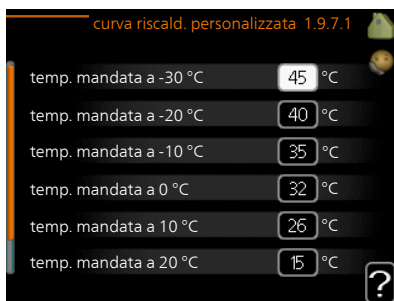 curva riscald. personalizzata 1.9.7.1
temp. mandata a -30 °C 45 °C
temp. mandata a -20 °C 40 °C
temp. mandata a -10 °C 35 °C
temp. mandata a 0 °C 32 °C
temp. mandata a 10 °C 26 °C
temp. mandata a 20 °C 15 °C
?